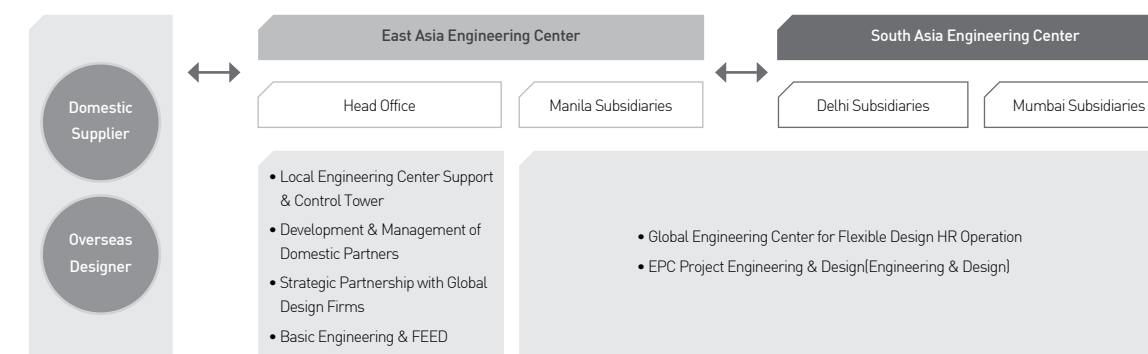 Domestic
Supplier
Overseas
Designer
East Asia Engineering Center
Head Office
Manila Subsidiaries
• Local Engineering Center Support
& Control Tower
• Development & Management of
Domestic Partners
• Strategic Partnership with Global
Design Firms
• Basic Engineering & FEED
South Asia Engineering Center
Delhi Subsidiaries
Mumbai Subsidiaries
• Global Engineering Center for Flexible Design HR Operation
• EPC Project Engineering & Design(Engineering & Design)